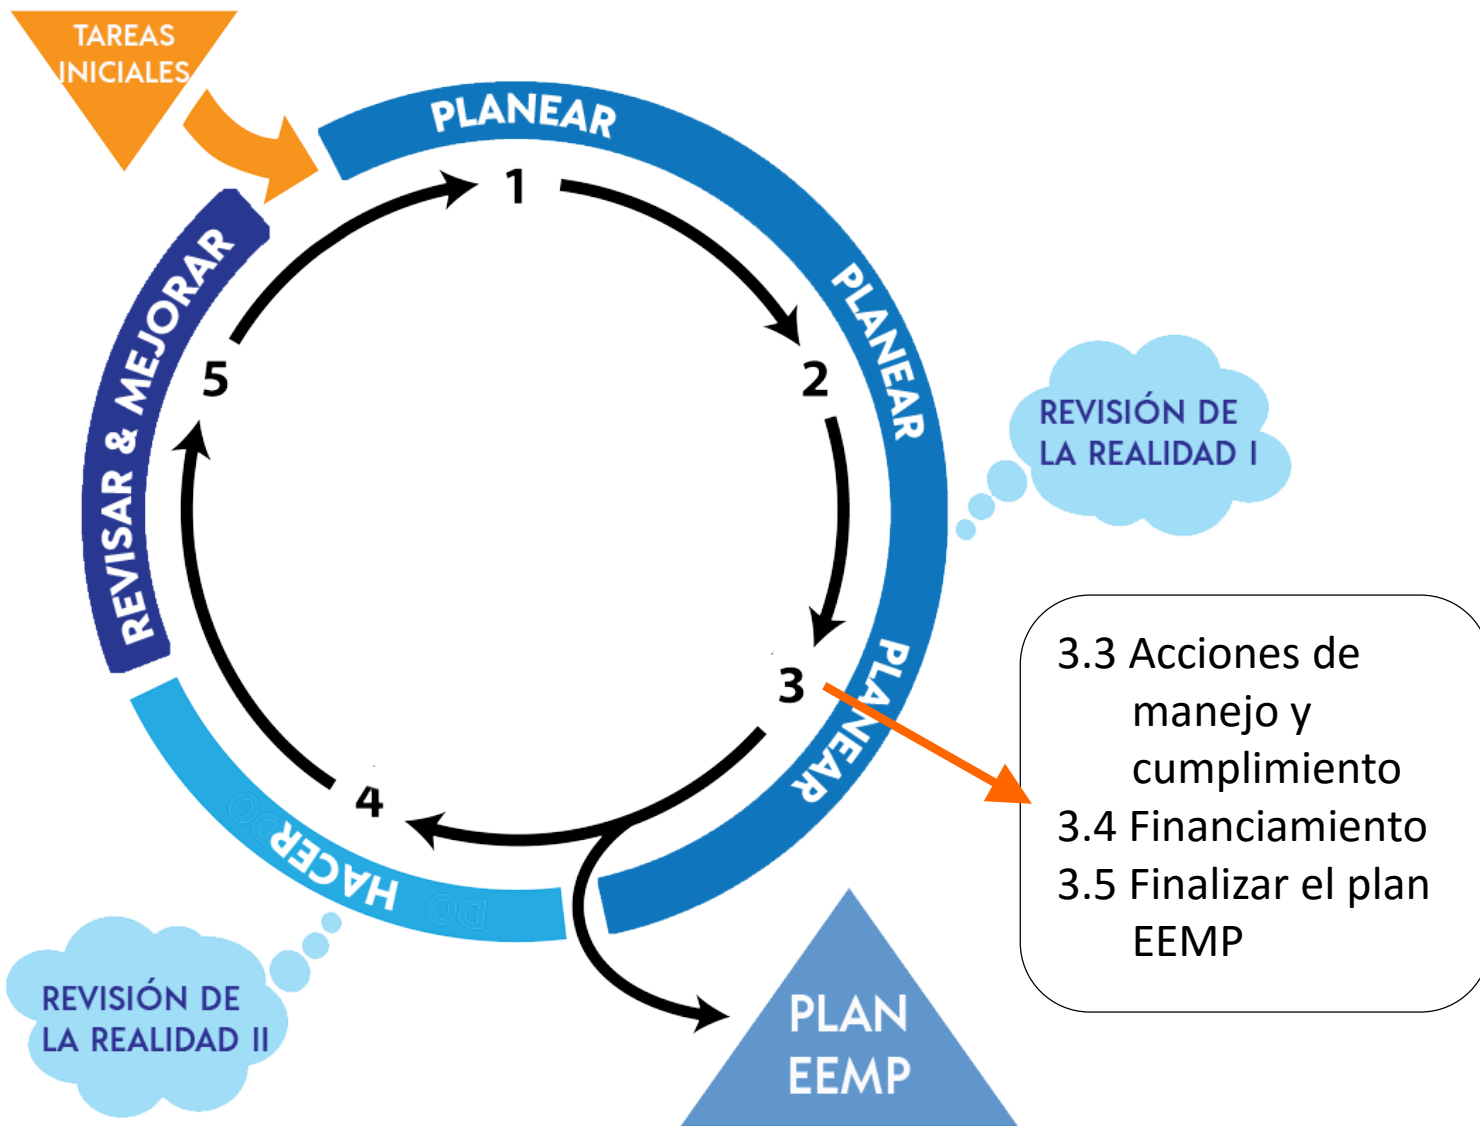 TAREAS
INICIALES
PLANEAR
1
PLANEAR
2
REVISIÓN DE
LA REALIDAD I
PLANEAR
3
3.3 Acciones de
manejo y
cumplimiento
3.4 Financiamiento
3.5 Finalizar el plan
EEMP
4
HACER
DO
DO
REVISIÓN DE
LA REALIDAD II
5
REVISAR & MEJORAR
PLAN
EEMP